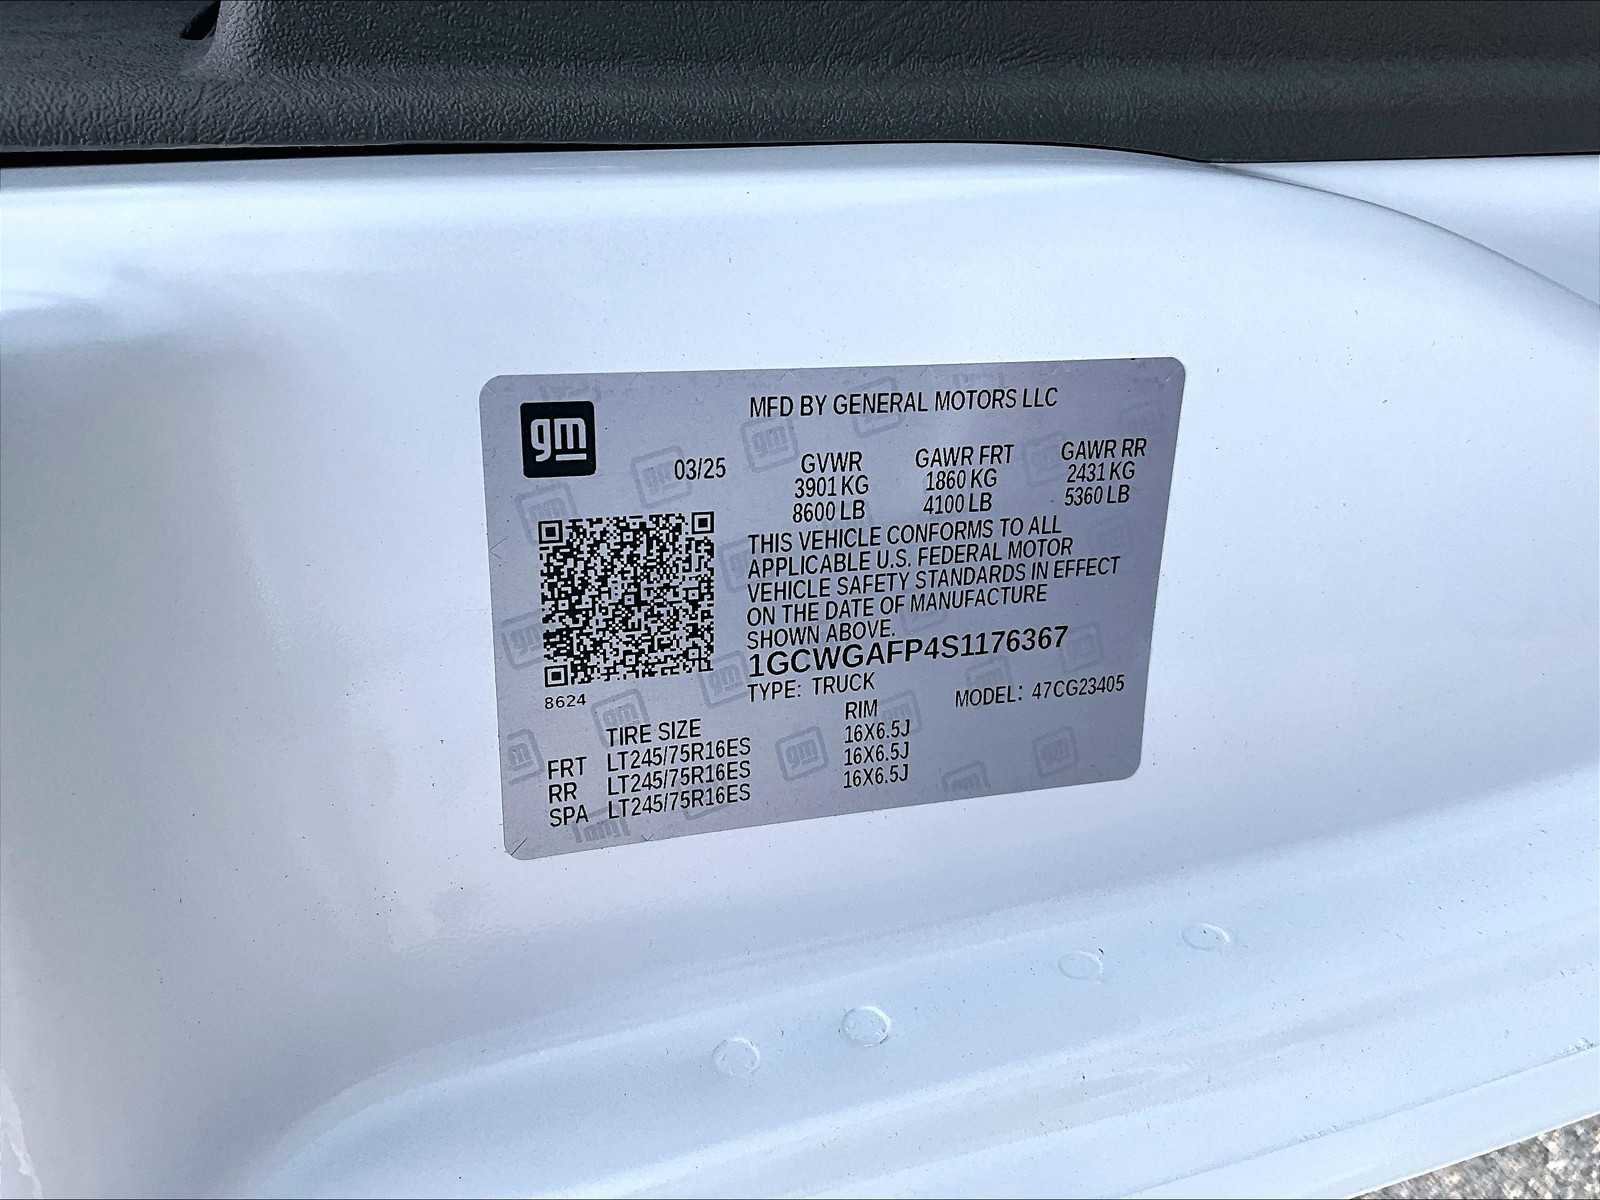 gm
MFD BY GENERAL MOTORS LLC
03/25
GVWR GAWR FRT GAWR RR
3901 KG 1860 KG 2431 KG
8600 LB 4100 LB 5360 LB
THIS VEHICLE CONFORMS TO ALL
APPLICABLE U.S. FEDERAL MOTOR
VEHICLE SAFETY STANDARDS IN EFFECT
ON THE DATE OF MANUFACTURE
SHOWN ABOVE.
1GCWGAFP4S1176367
8624
TYPE: TRUCK MODEL: 47CG23405
TIRE SIZE RIM
FRT LT245/75R16ES 16X6.5J
RR LT245/75R16ES 16X6.5J
SPA LT245/75R16ES 16X6.5J